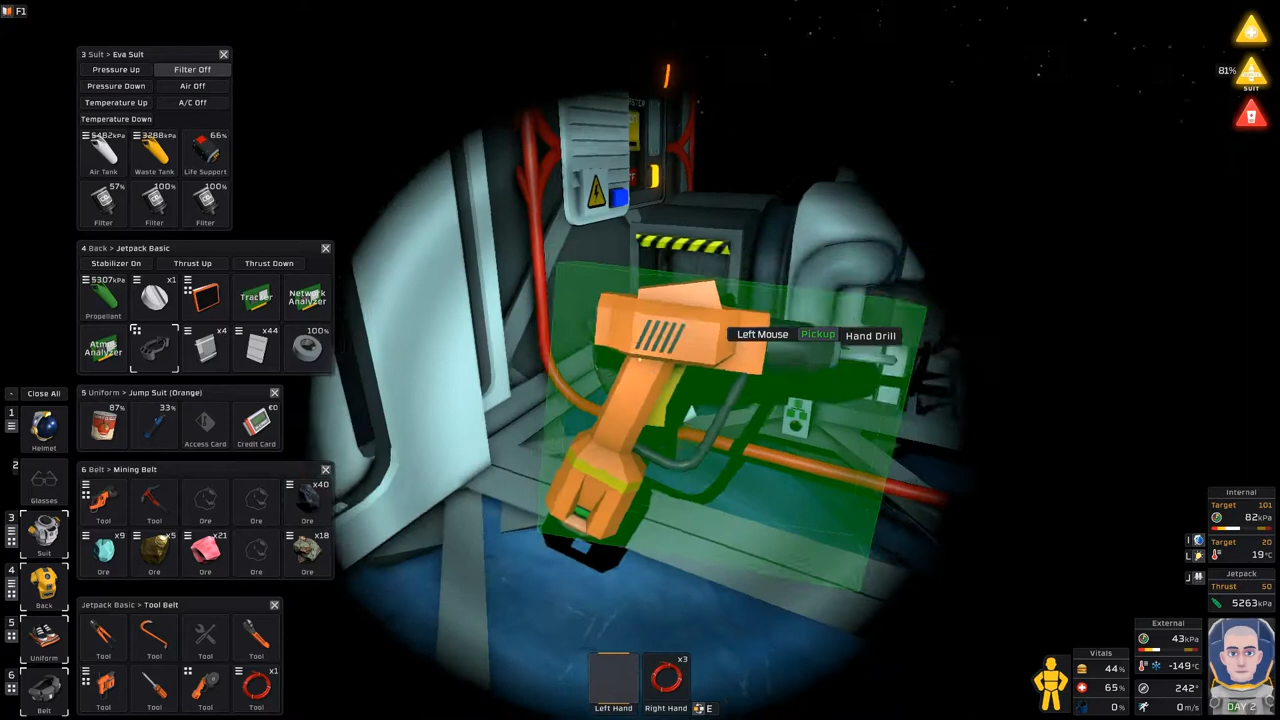 F1
3 Suit > Eva Suit
Pressure Up
Filter Off
Pressure Down
Air Off
Temperature Up
A/C Off
Temperature Down
5482kPa
3288kPa
66%
Air Tank
Waste Tank
Life Support
57%
100%
100%
Filter
Filter
Filter
4 Back > Jetpack Basic
Stabilizer On
Thrust Up
Thrust Down
5307kPa
x1
Propellant
Tracker
Network Analyzer
Atmos Analyzer
x4
x44
100%
Close All
1
Helmet
2
Glasses
3
Suit
4
Back
5
Uniform
6
Belt
5 Uniform > Jump Suit (Orange)
87%
33%
€0
Access Card
Credit Card
6 Belt > Mining Belt
x40
Tool
Tool
Ore
Ore
Ore
x9
x5
x21
x18
Ore
Ore
Ore
Ore
Ore
Jetpack Basic > Tool Belt
Tool
Tool
Tool
Tool
x1
Tool
Tool
Tool
Tool
Left Mouse
Pickup
Hand Drill
x3
Left Hand
Right Hand
E
81%
SUIT
Internal
Target 101
82kPa
Target 20
19°C
Jetpack
Thrust 50
5263kPa
I
L
J
External
43kPa
-149°C
242°
0m/s
Vitals
44%
65%
0%
DAY 2